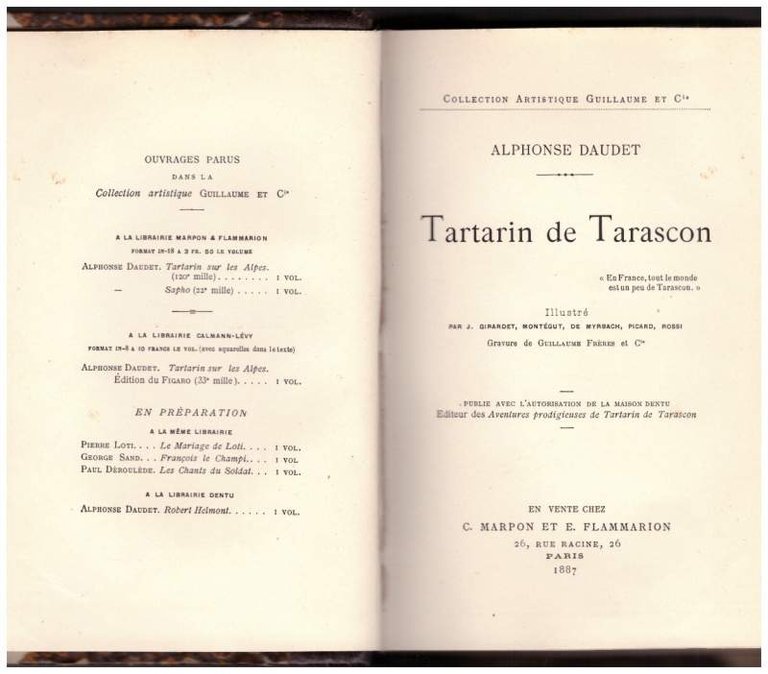 OUVRAGES PARUS
DANS LA
Collection artistique GUILLAUME ET Cie
A LA LIBRAIRIE MARPON & FLAMMARION
FORMAT IN-18 A 3 FR. 50 LE VOLUME
ALPHONSE DAUDET. Tartarin sur les Alpes.
(120e mille) . . . . . . . . 1 VOL.
— Sapho (22e mille) . . . . . 1 VOL.
A LA LIBRAIRIE CALMANN-LÉVY
FORMAT IN-8 A 10 FRANCS LE VOL. (avec aquarelles dans le texte)
ALPHONSE DAUDET. Tartarin sur les Alpes.
Édition du FIGARO (33e mille). . . . . 1 VOL.
EN PRÉPARATION
A LA MÊME LIBRAIRIE
PIERRE LOTI. . . . Le Mariage de Loti. . . . 1 VOL.
GEORGE SAND. . . François le Champi. . . . 1 VOL
PAUL DÉROULÈDE. Les Chants du Soldat. . . 1 VOL.
A LA LIBRAIRIE DENTU
ALPHONSE DAUDET. Robert Helmont. . . . . . 1 VOL.
COLLECTION ARTISTIQUE GUILLAUME ET Cie
ALPHONSE DAUDET
Tartarin de Tarascon
« En France, tout le monde
est un peu de Tarascon. »
Illustré
PAR J. GIRARDET, MONTÉGUT, DE MYRBACH, PICARD, ROSSI
Gravure de GUILLAUME FRÈRES et Cie
PUBLIE AVEC L'AUTORISATION DE LA MAISON DENTU
Editeur des Aventures prodigieuses de Tartarin de Tarascon
EN VENTE CHEZ
C. MARPON ET E. FLAMMARION
26, RUE RACINE, 26
PARIS
1887